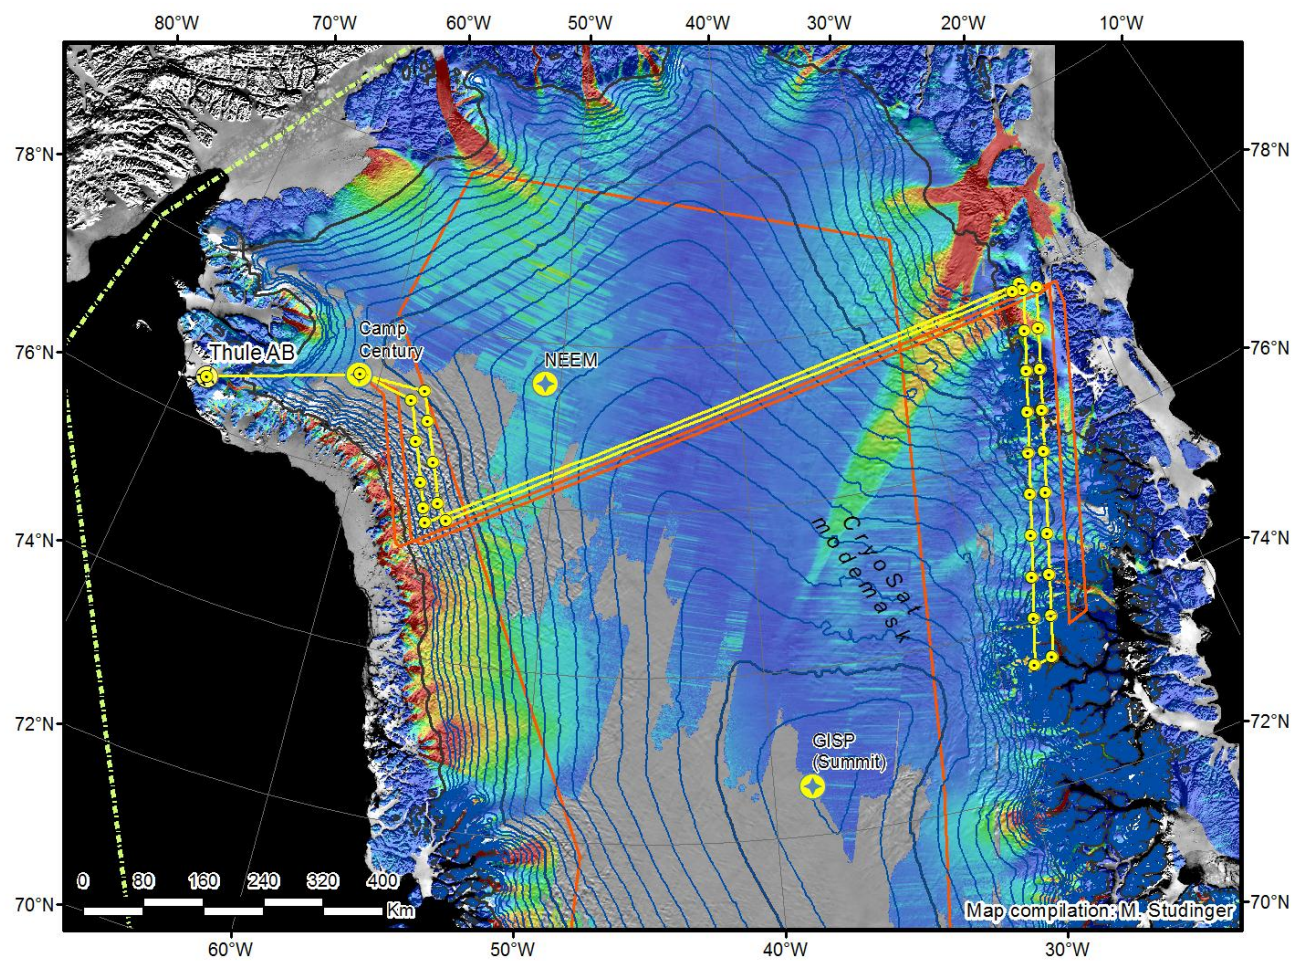 80°W 70°W 60°W 50°W 40°W 30°W 20°W 10°W
78°N 78°N
76°N 76°N
Camp
Century
Thule AB
NEEM
74°N 74°N
CryoSat
modemask
72°N 72°N
GISP
(Summit)
0 80 160 240 320 400
Km
70°N 70°N
Map compilation: M. Studinger
60°W 50°W 40°W 30°W